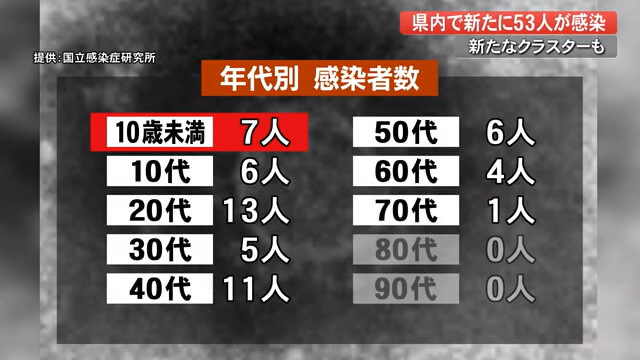 県内で新たに53人が感染
新たなクラスターも
提供:国立感染症研究所
年代別 感染者数
10歳未満 7人
10代 6人
20代 13人
30代 5人
40代 11人
50代 6人
60代 4人
70代 1人
80代 0人
90代 0人